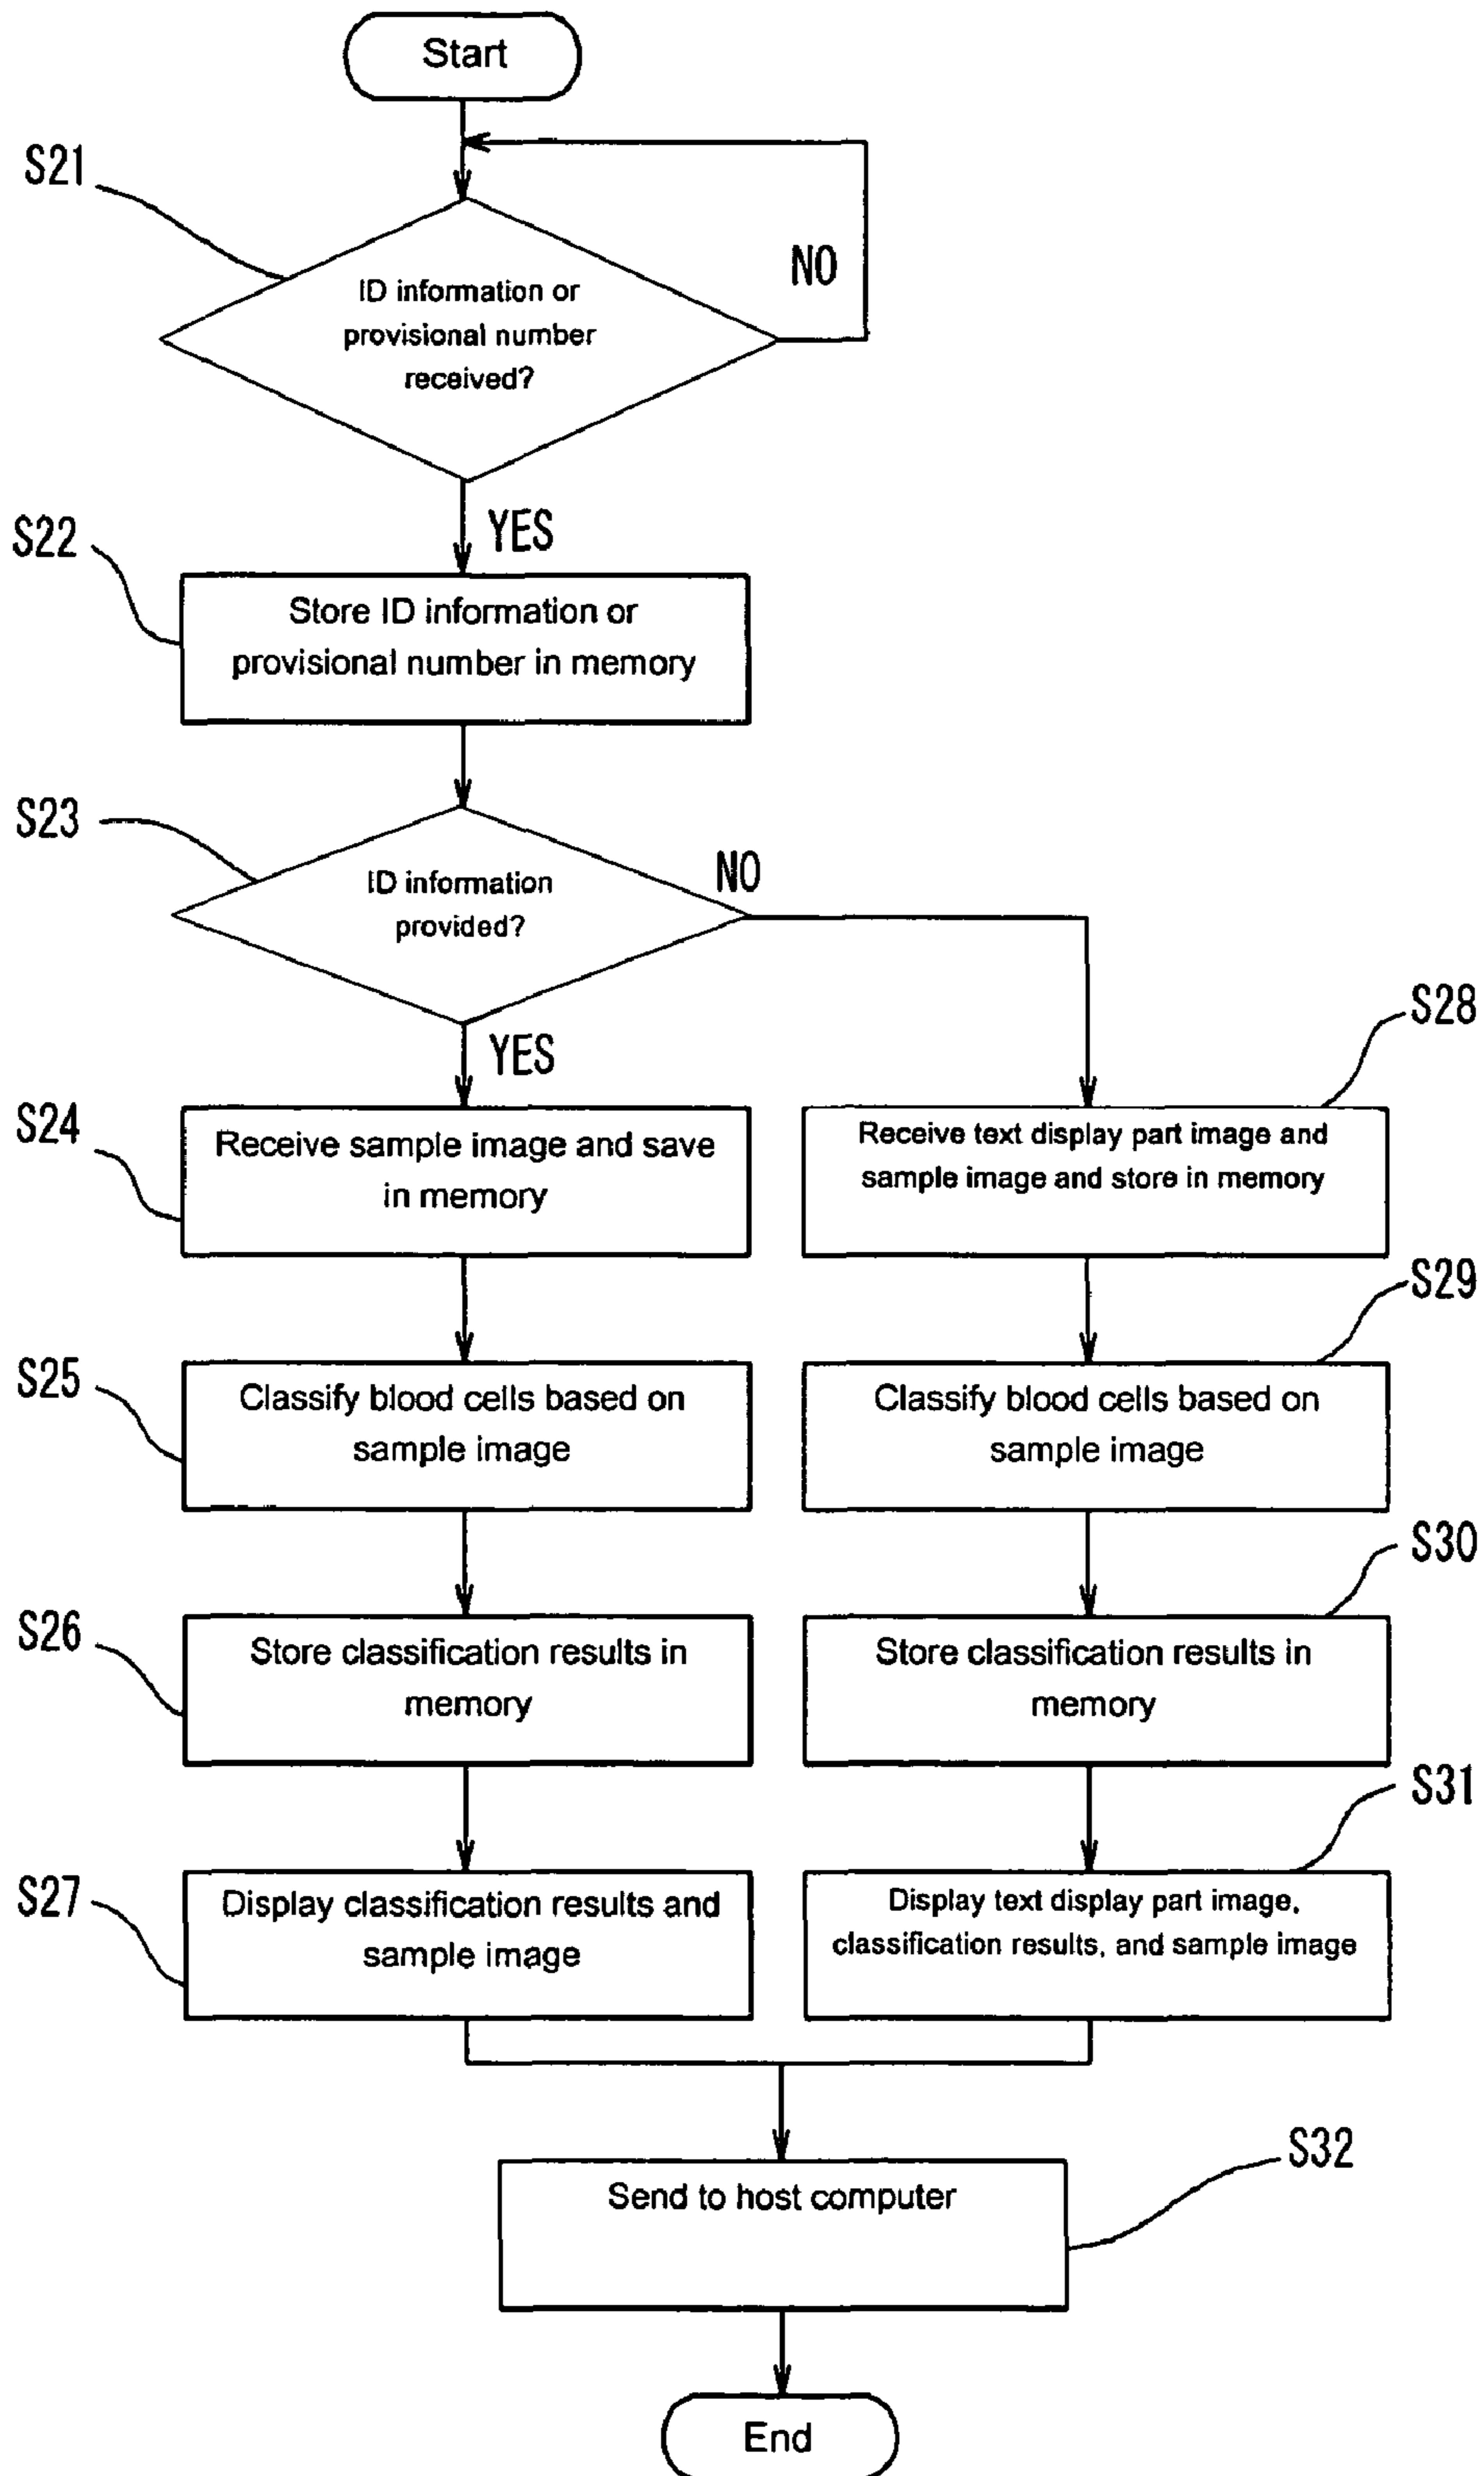 Start
S21
NO
ID information or
provisional number
received?
YES
S22
Store ID information or
provisional number in memory
S23
NO
ID information
provided?
YES
S28
S24
Receive sample image and save
in memory
Receive text display part image and
sample image and store in memory
S29
S25
Classify blood cells based on
sample image
Classify blood cells based on
sample image
S30
S26
Store classification results in
memory
Store classification results in
memory
S31
S27
Display classification results and
sample image
Display text display part image,
classification results, and sample image
S32
Send to host computer
End